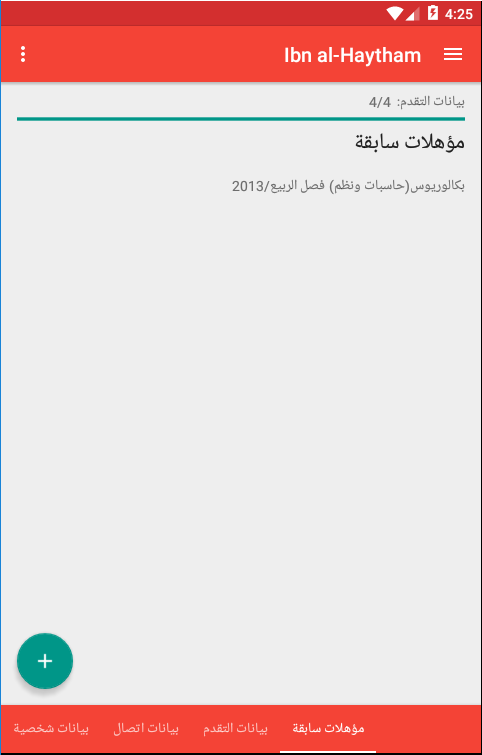 4:25
Ibn al-Haytham
بيانات التقدم: 4/4
مؤهلات سابقة
بكالوريوس(حاسبات ونظم) فصل الربيع/2013
مؤهلات سابقة بيانات التقدم بيانات اتصال بيانات شخصية